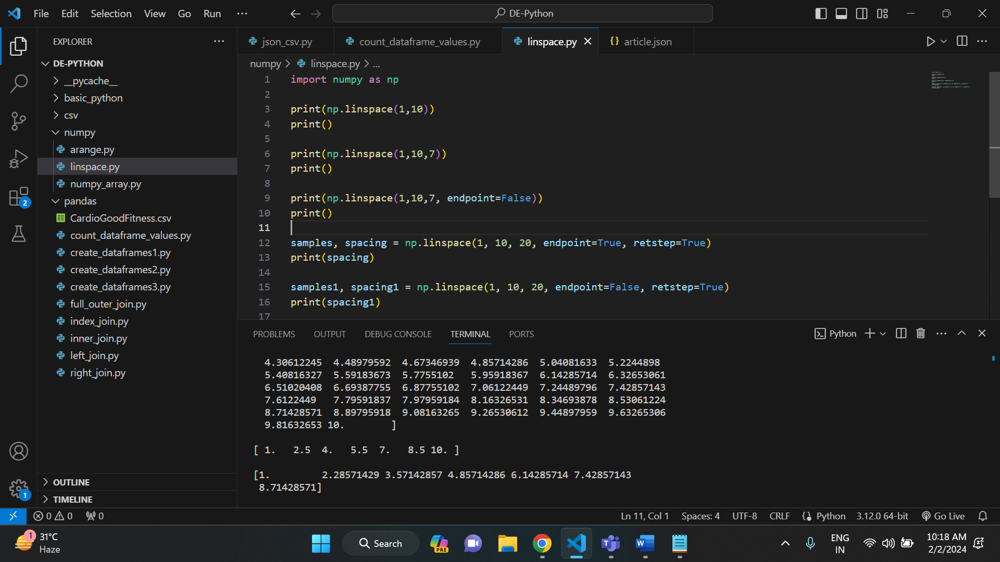 File Edit Selection View Go Run ... DE-Python
EXPLORER ...
DE-PYTHON
__pycache__
basic_python
csv
numpy
arange.py
linspace.py
numpy_array.py
pandas
CardioGoodFitness.csv
count_dataframe_values.py
create_dataframes1.py
create_dataframes2.py
create_dataframes3.py
full_outer_join.py
index_join.py
inner_join.py
left_join.py
right_join.py
OUTLINE
TIMELINE
2
1
json_csv.py count_dataframe_values.py linspace.py {} article.json
numpy > linspace.py > ...
1 import numpy as np
2
3 print(np.linspace(1,10))
4 print()
5
6 print(np.linspace(1,10,7))
7 print()
8
9 print(np.linspace(1,10,7, endpoint=False))
10 print()
11
12 samples, spacing = np.linspace(1, 10, 20, endpoint=True, retstep=True)
13 print(spacing)
14
15 samples1, spacing1 = np.linspace(1, 10, 20, endpoint=False, retstep=True)
16 print(spacing1)
17
PROBLEMS OUTPUT DEBUG CONSOLE TERMINAL PORTS Python
4.30612245 4.48979592 4.67346939 4.85714286 5.04081633 5.2244898
5.40816327 5.59183673 5.7755102 5.95918367 6.14285714 6.32653061
6.51020408 6.69387755 6.87755102 7.06122449 7.24489796 7.42857143
7.6122449 7.79591837 7.97959184 8.16326531 8.34693878 8.53061224
8.71428571 8.89795918 9.08163265 9.26530612 9.44897959 9.63265306
9.81632653 10. ]
[ 1. 2.5 4. 5.5 7. 8.5 10. ]
[1. 2.28571429 3.57142857 4.85714286 6.14285714 7.42857143
8.71428571]
0 0 0 Ln 11, Col 1 Spaces: 4 UTF-8 CRLF Python 3.12.0 64-bit Go Live
1 31°C
Haze
Search
PRE
ENG
IN
10:18 AM
2/2/2024